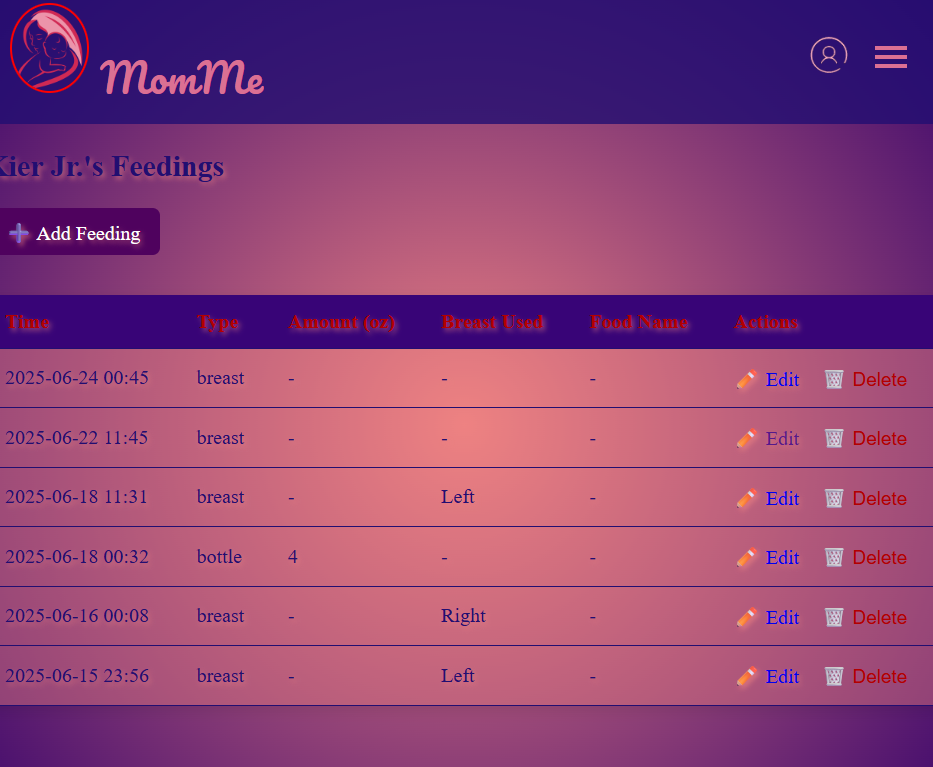 MomMe
Kier Jr.'s Feedings
Add Feeding
Time Type Amount (oz) Breast Used Food Name Actions
2025-06-24 00:45 breast - - - Edit Delete
2025-06-22 11:45 breast - - - Edit Delete
2025-06-18 11:31 breast - Left - Edit Delete
2025-06-18 00:32 bottle 4 - - Edit Delete
2025-06-16 00:08 breast - Right - Edit Delete
2025-06-15 23:56 breast - Left - Edit Delete